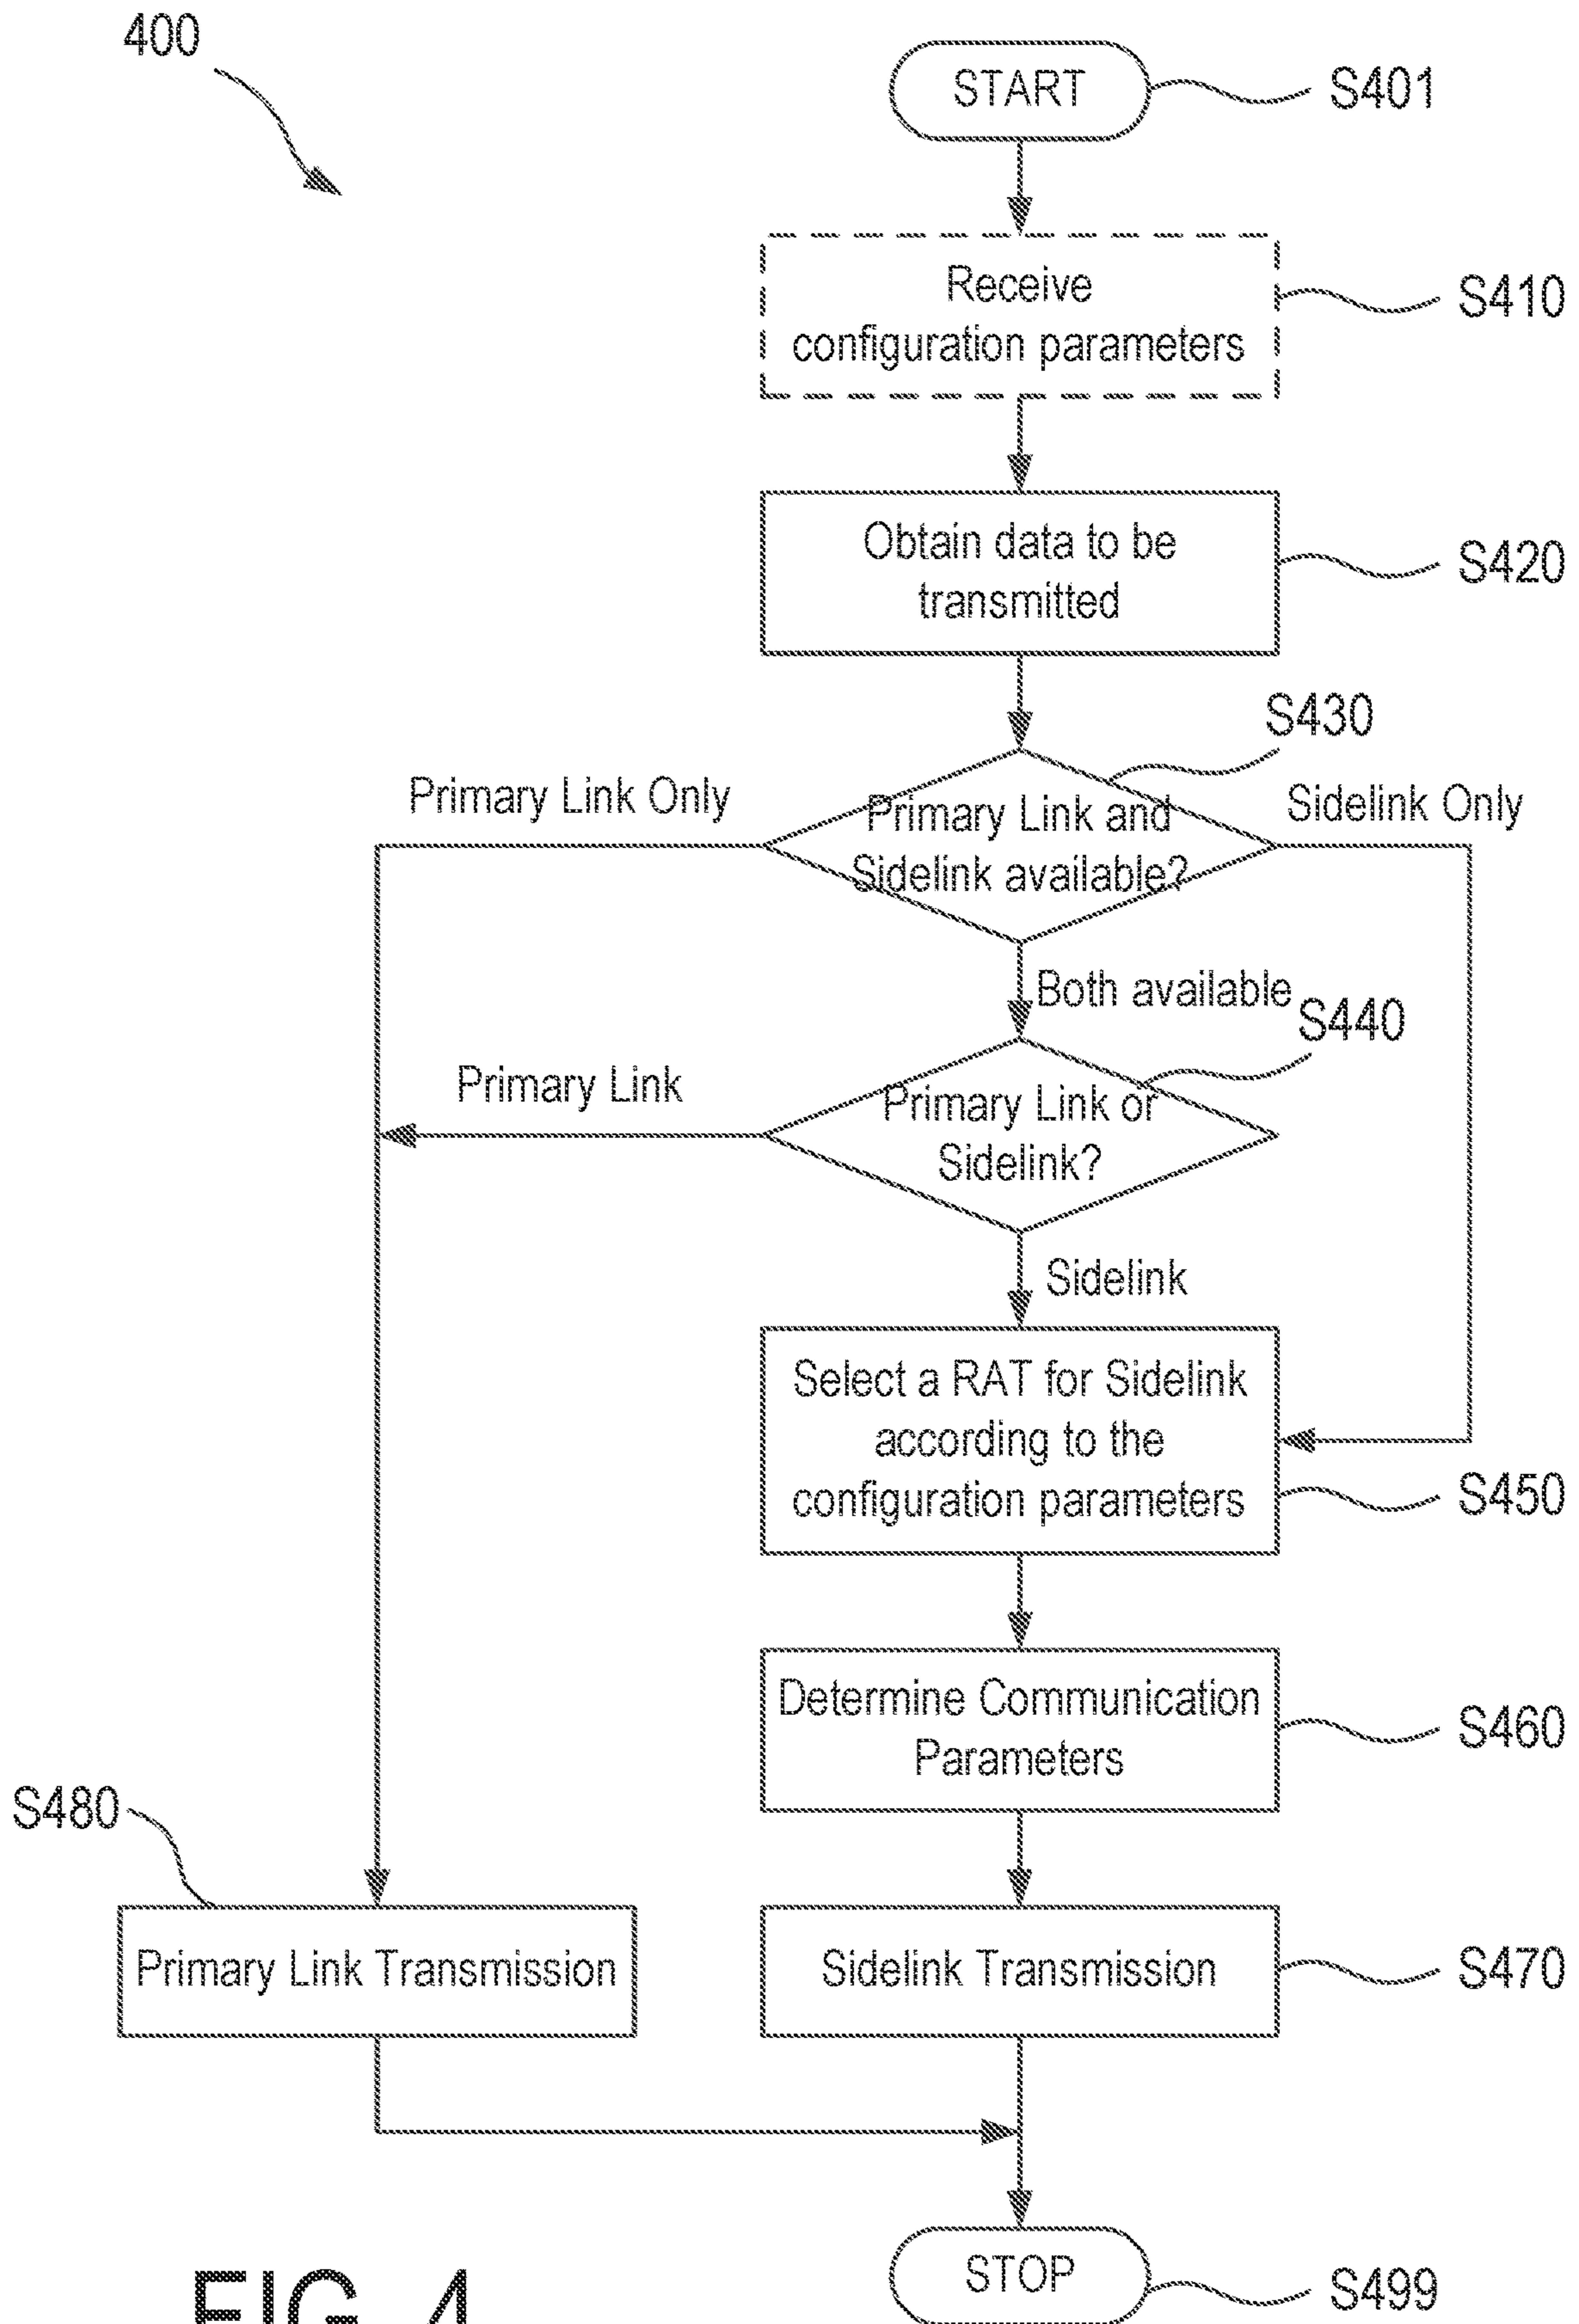 400
START
S401
Receive
configuration parameters
S410
Obtain data to be
transmitted
S420
S430
Primary Link Only
Primary Link and
Sidelink available?
Sidelink Only
Both available
S440
Primary Link
Primary Link or
Sidelink?
Sidelink
Select a RAT for Sidelink
according to the
configuration parameters
S450
Determine Communication
Parameters
S460
S480
Primary Link Transmission
Sidelink Transmission
S470
STOP
S499
FIG. 4